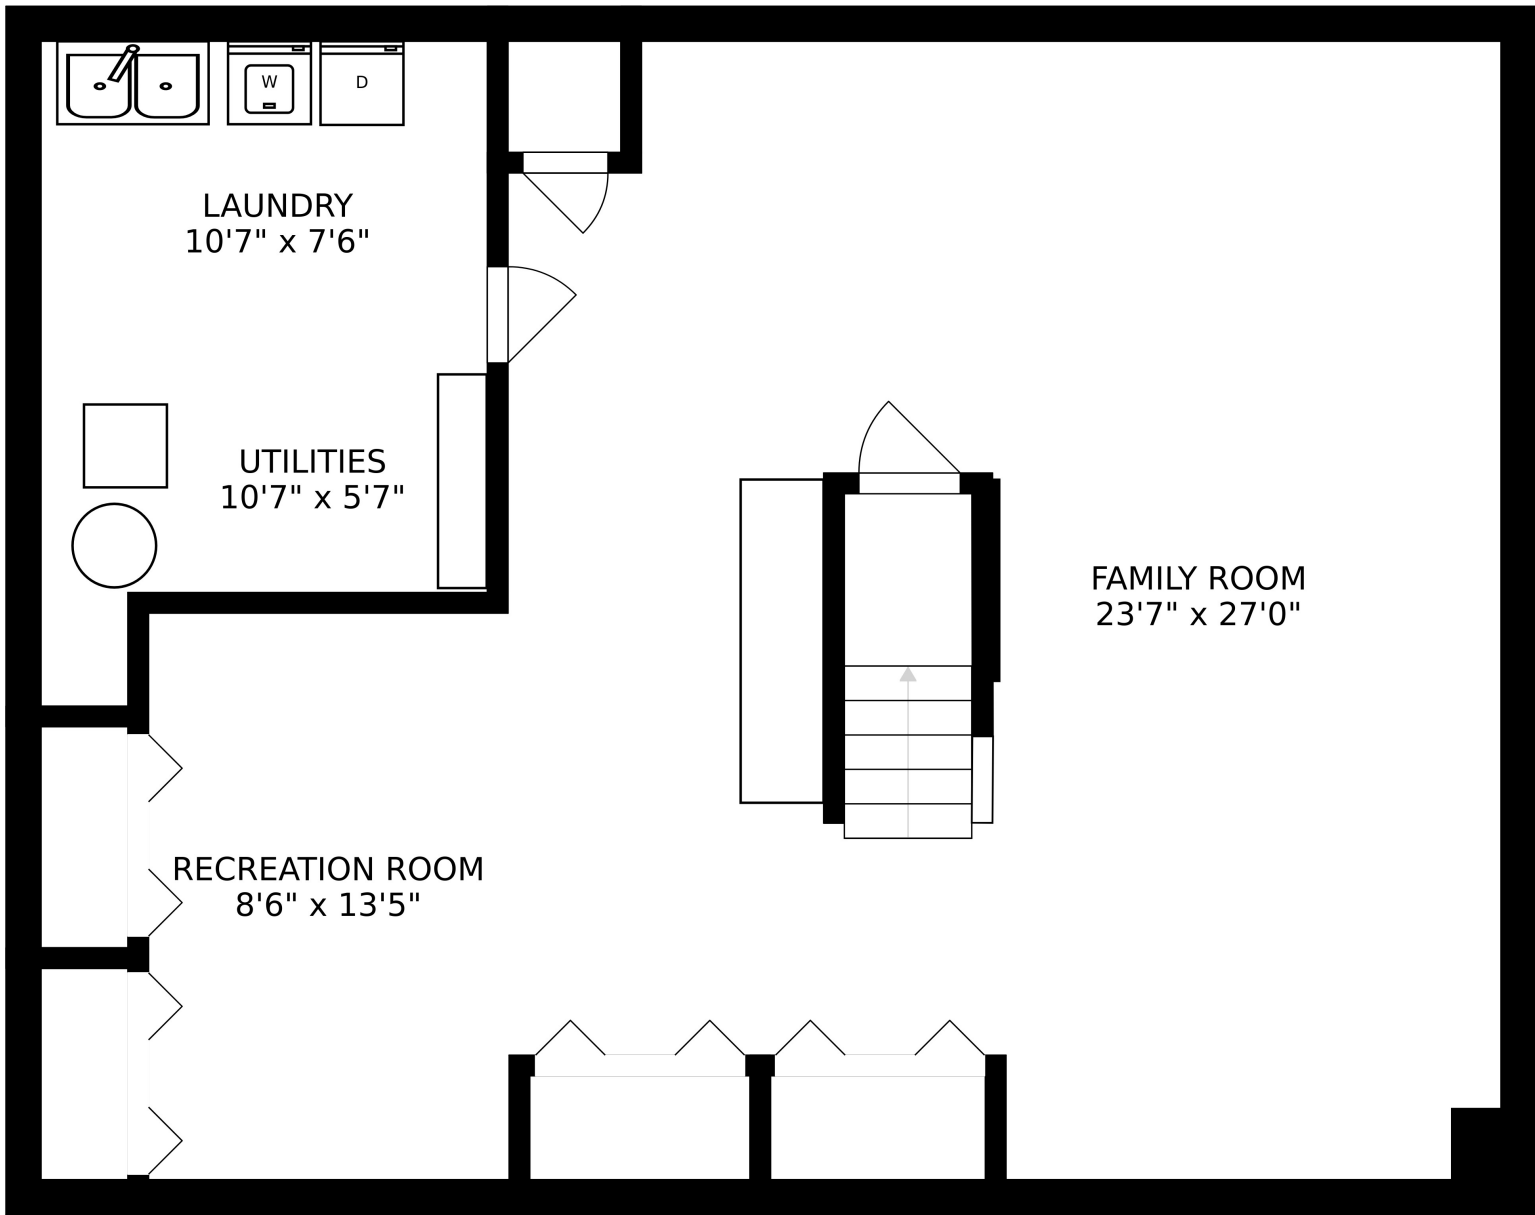 W
D
LAUNDRY
10'7" x 7'6"
UTILITIES
10'7" x 5'7"
FAMILY ROOM
23'7" x 27'0"
RECREATION ROOM
8'6" x 13'5"